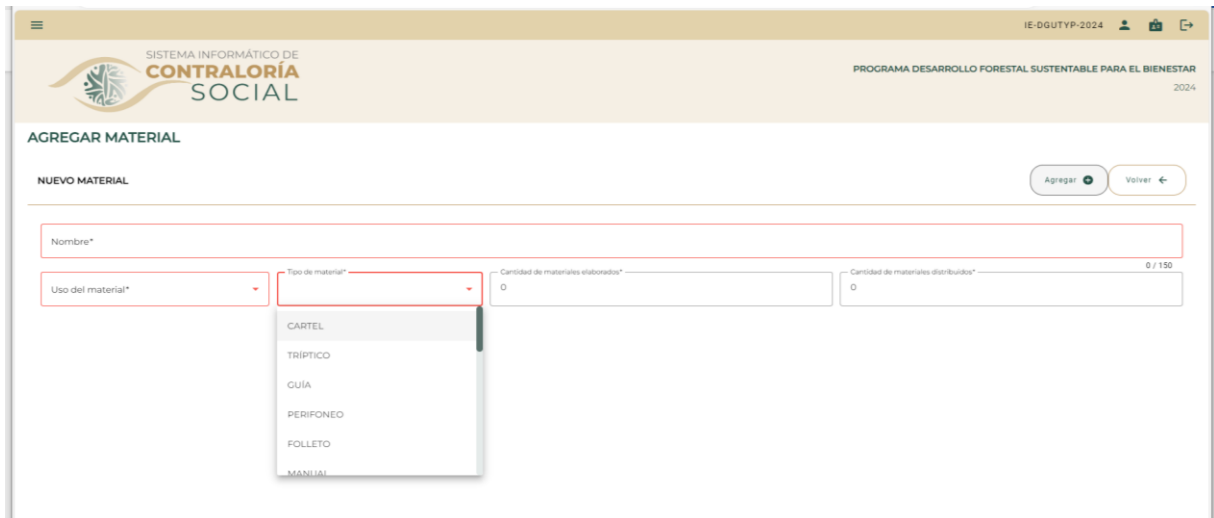 IE-DGUTYP-2024
SISTEMA INFORMÁTICO DE
CONTRALORÍA
SOCIAL
PROGRAMA DESARROLLO FORESTAL SUSTENTABLE PARA EL BIENESTAR
2024
AGREGAR MATERIAL
NUEVO MATERIAL
Agregar
Volver
Nombre*
0 / 150
Uso del material*
Tipo de material*
Cantidad de materiales elaborados*
0
Cantidad de materiales distribuidos*
0
CARTEL
TRÍPTICO
GUÍA
PERIFONEO
FOLLETO
MANUAL